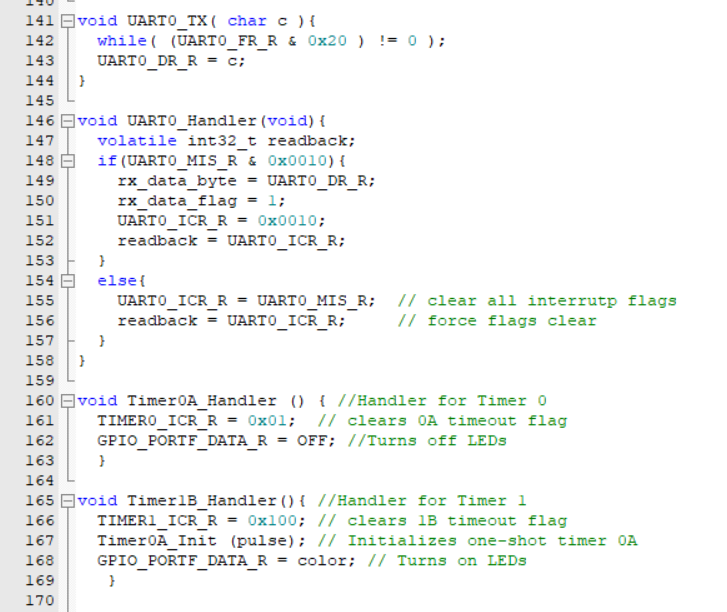 140
141 void UART0_TX( char c ){
142   while( (UART0_FR_R & 0x20 ) != 0 );
143   UART0_DR_R = c;
144 }
145
146 void UART0_Handler(void){
147   volatile int32_t readback;
148   if(UART0_MIS_R & 0x0010){
149     rx_data_byte = UART0_DR_R;
150     rx_data_flag = 1;
151     UART0_ICR_R = 0x0010;
152     readback = UART0_ICR_R;
153   }
154   else{
155     UART0_ICR_R = UART0_MIS_R;  // clear all interrutp flags
156     readback = UART0_ICR_R;     // force flags clear
157   }
158 }
159
160 void Timer0A_Handler () { //Handler for Timer 0
161   TIMER0_ICR_R = 0x01;  // clears 0A timeout flag
162   GPIO_PORTF_DATA_R = OFF; //Turns off LEDs
163   }
164
165 void Timer1B_Handler(){ //Handler for Timer 1
166   TIMER1_ICR_R = 0x100; // clears 1B timeout flag
167   Timer0A_Init (pulse); // Initializes one-shot timer 0A
168   GPIO_PORTF_DATA_R = color; // Turns on LEDs
169    }
170